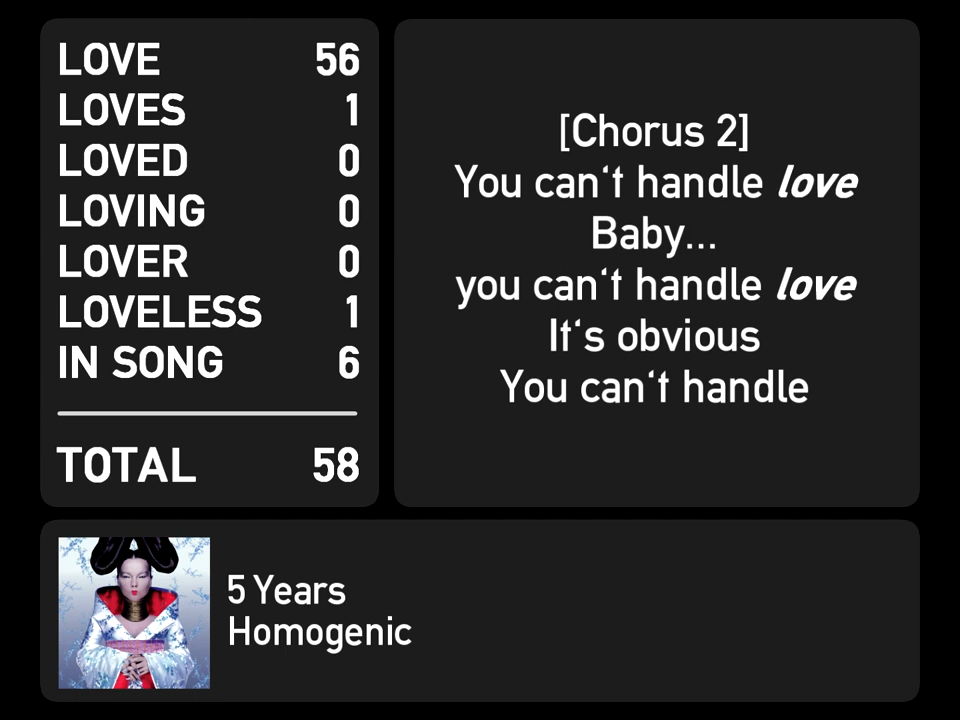 LOVE 56
LOVES 1
LOVED 0
LOVING 0
LOVER 0
LOVELESS 1
IN SONG 6
TOTAL 58
[Chorus 2]
You can't handle love
Baby...
you can't handle love
It's obvious
You can't handle
5 Years
Homogenic